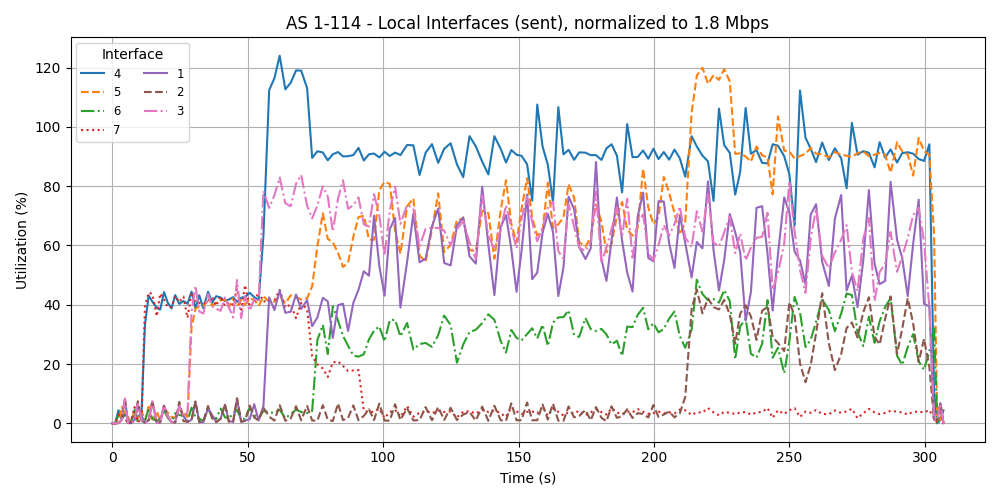 AS 1-114 - Local Interfaces (sent), normalized to 1.8 Mbps
Interface
4 1
5 2
6 3
7
Utilization (%)
120
100
80
60
40
20
0
0 50 100 150 200 250 300
Time (s)